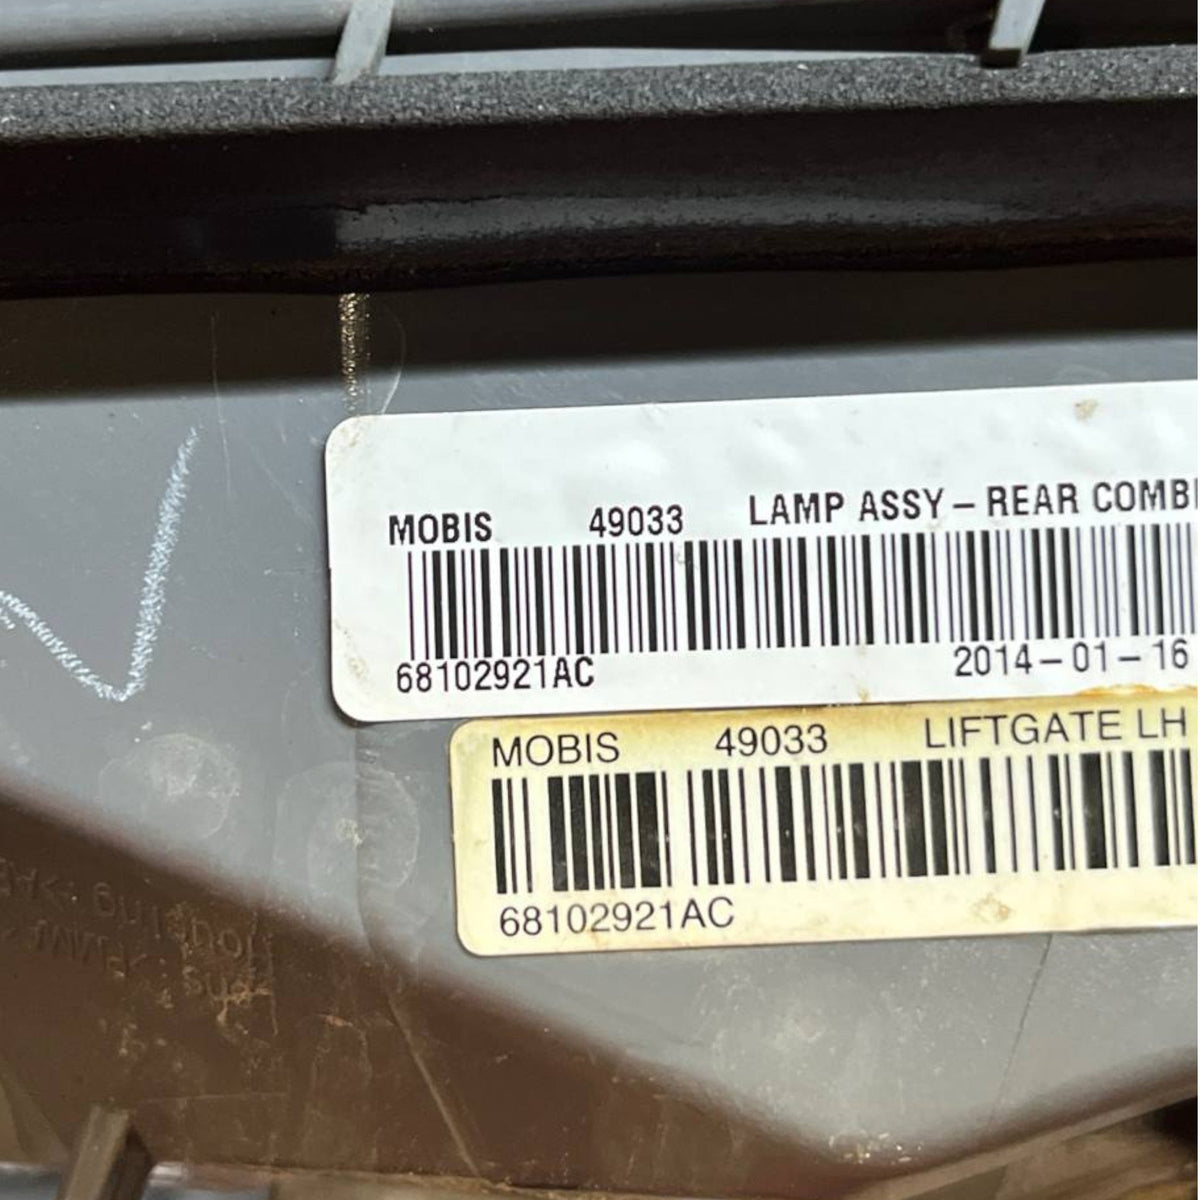 MOBIS 49033 LAMP ASSY – REAR COMBI
68102921AC 2014–01–16
MOBIS 49033 LIFTGATE LH
68102921AC